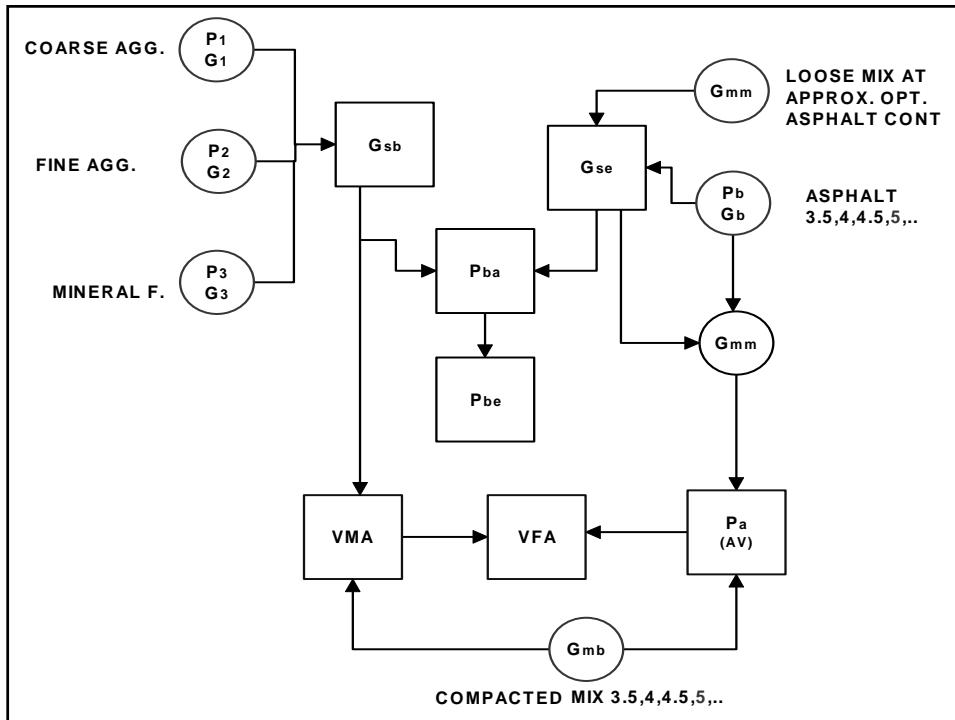 COARSE AGG.
P1
G1
Gmm
LOOSE MIX AT
APPROX. OPT.
ASPHALT CONT
Gsb
Gse
FINE AGG.
P2
G2
Pb
Gb
ASPHALT
3.5,4,4.5,5,..
MINERAL F.
P3
G3
Pba
Gmm
Pbe
VMA
VFA
Pa
(AV)
Gmb
COMPACTED MIX 3.5,4,4.5,5,..